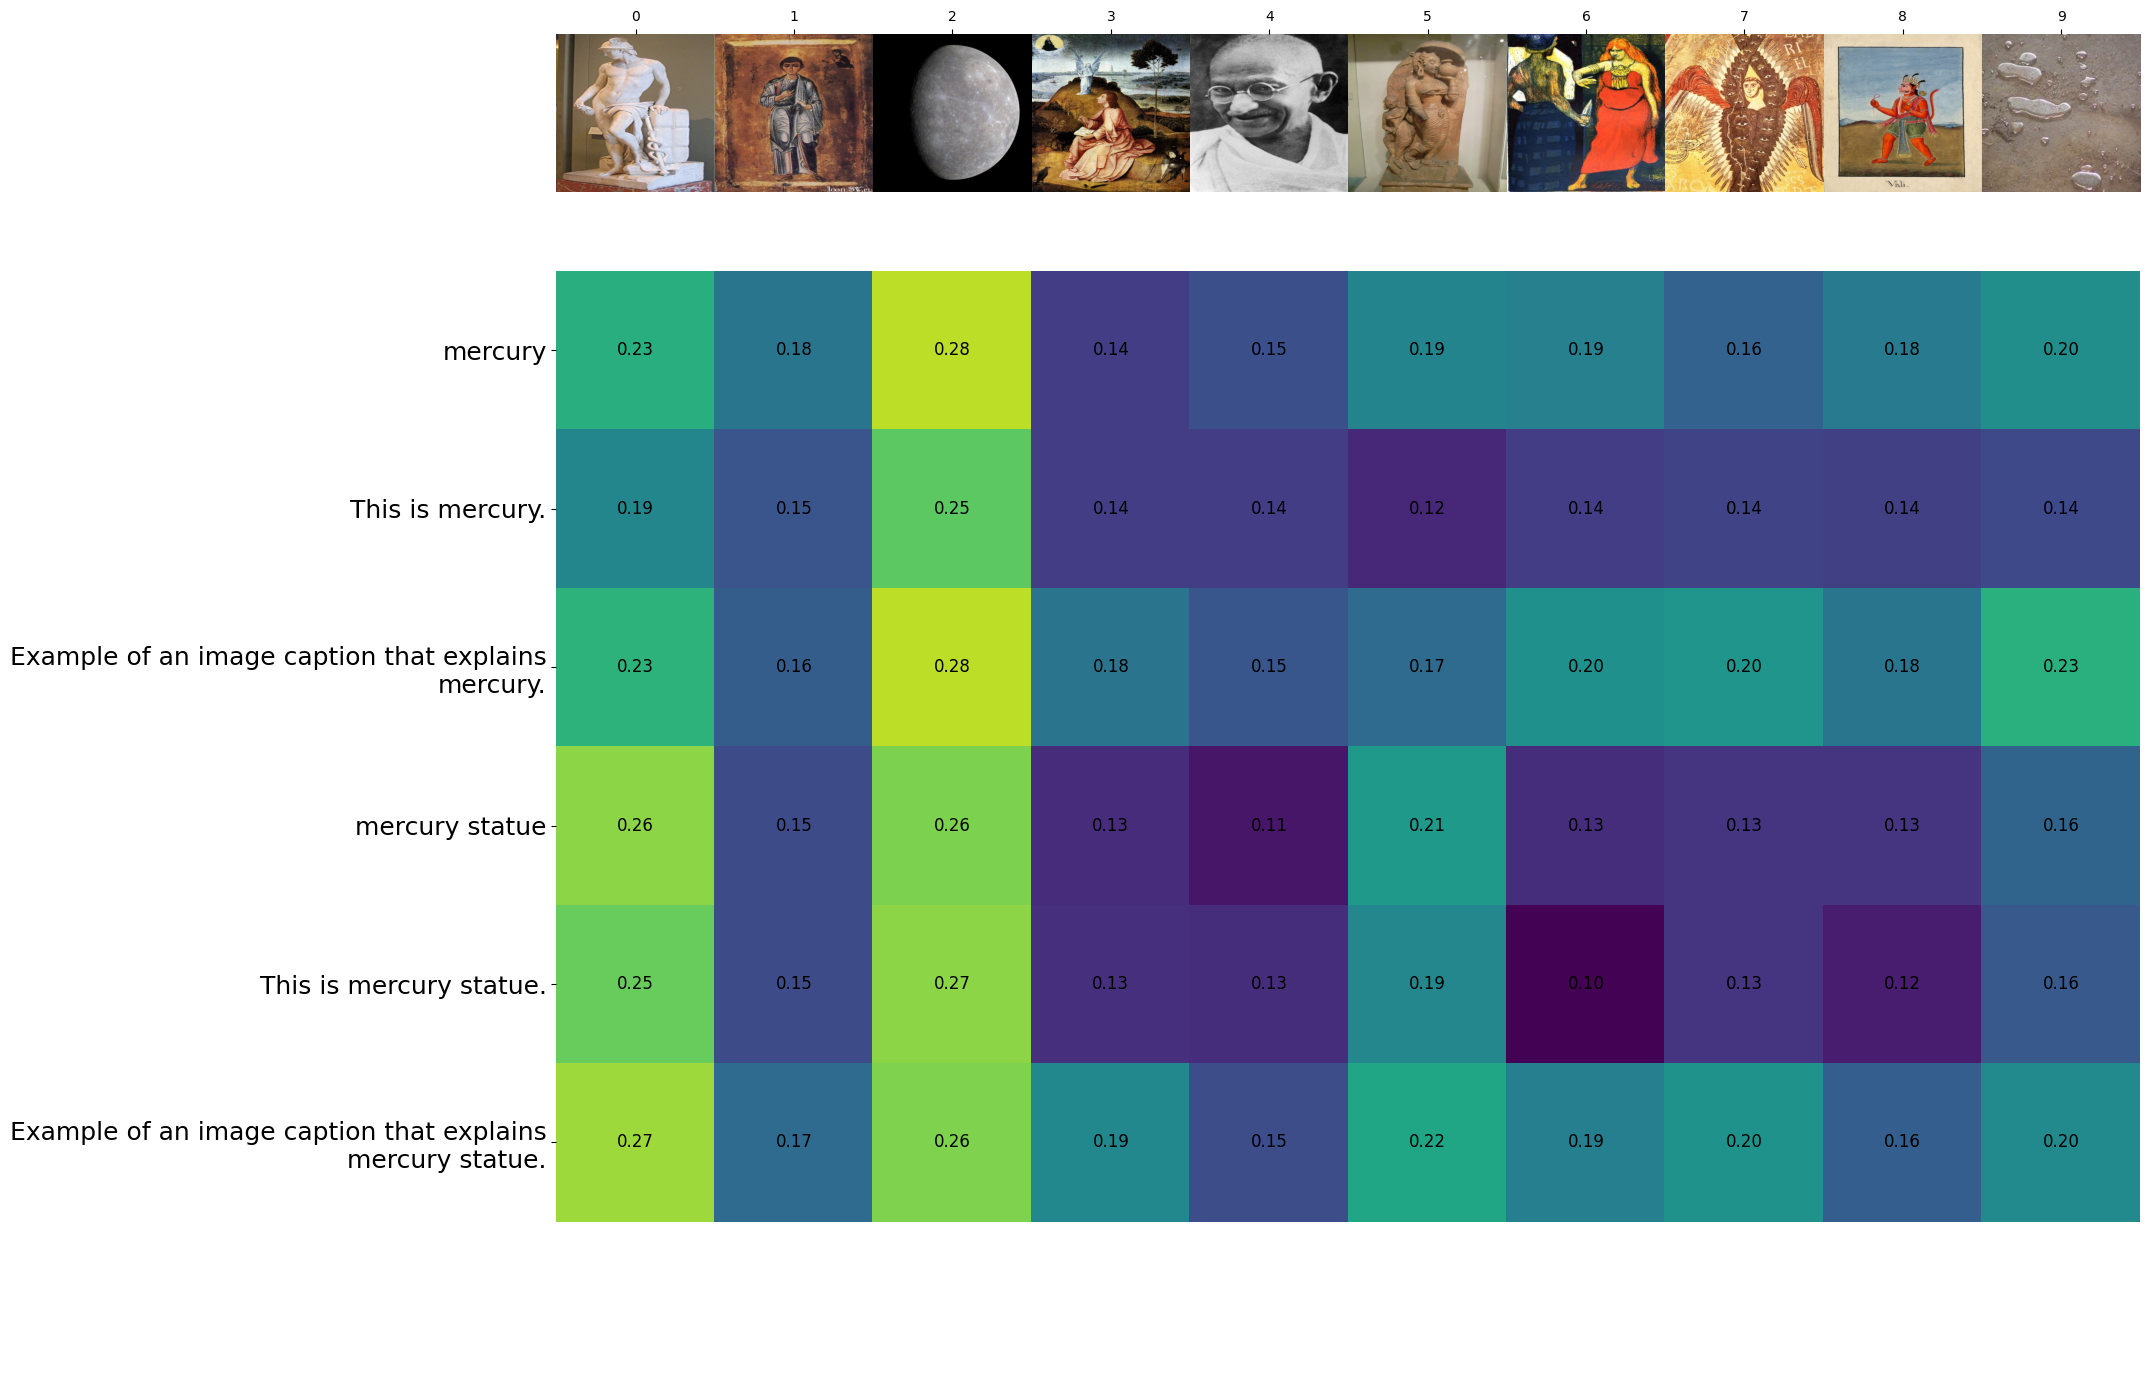 0 1 2 3 4 5 6 7 8 9
mercury 0.23 0.18 0.28 0.14 0.15 0.19 0.19 0.16 0.18 0.20
This is mercury. 0.19 0.15 0.25 0.14 0.14 0.12 0.14 0.14 0.14 0.14
Example of an image caption that explains
mercury. 0.23 0.16 0.28 0.18 0.15 0.17 0.20 0.20 0.18 0.23
mercury statue 0.26 0.15 0.26 0.13 0.11 0.21 0.13 0.13 0.13 0.16
This is mercury statue. 0.25 0.15 0.27 0.13 0.13 0.19 0.10 0.13 0.12 0.16
Example of an image caption that explains
mercury statue. 0.27 0.17 0.26 0.19 0.15 0.22 0.19 0.20 0.16 0.20